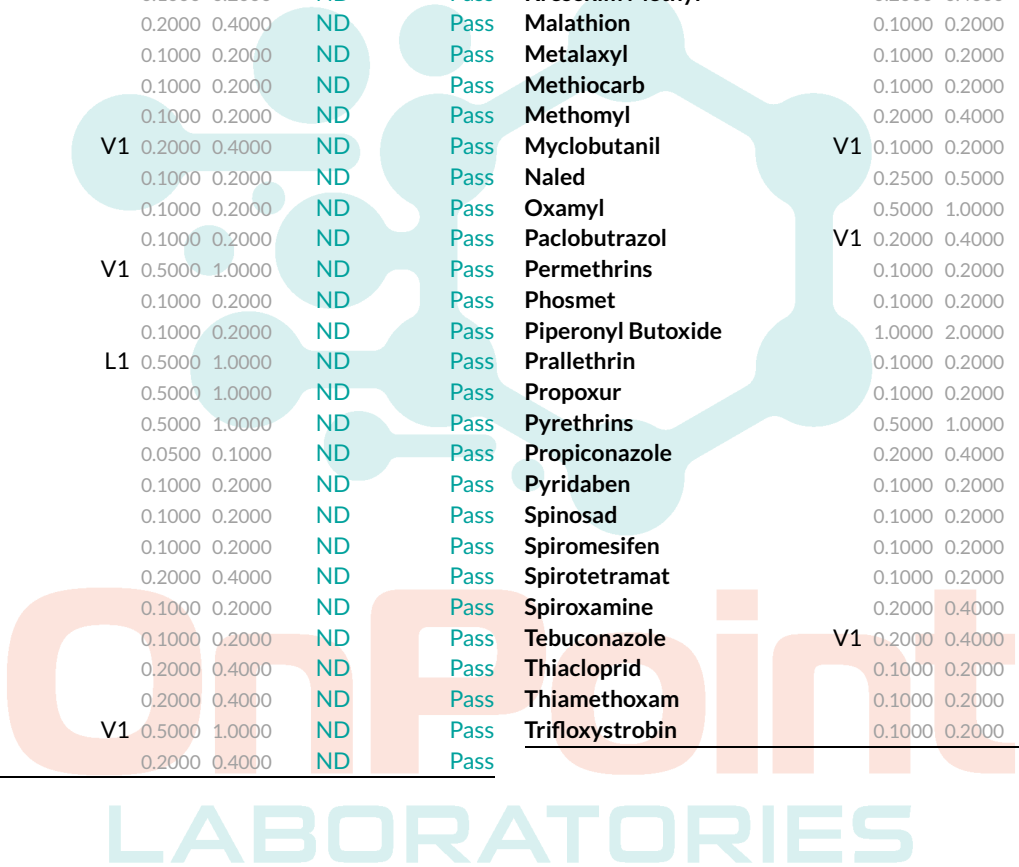 0.2000 0.4000 ND Pass Malathion 0.1000 0.2000
0.1000 0.2000 ND Pass Metalaxyl 0.1000 0.2000
0.1000 0.2000 ND Pass Methiocarb 0.1000 0.2000
0.1000 0.2000 ND Pass Methomyl 0.2000 0.4000
V1 0.2000 0.4000 ND Pass Myclobutanil V1 0.1000 0.2000
0.1000 0.2000 ND Pass Naled 0.2500 0.5000
0.1000 0.2000 ND Pass Oxamyl 0.5000 1.0000
0.1000 0.2000 ND Pass Paclobutrazol V1 0.2000 0.4000
V1 0.5000 1.0000 ND Pass Permethrins 0.1000 0.2000
0.1000 0.2000 ND Pass Phosmet 0.1000 0.2000
0.1000 0.2000 ND Pass Piperonyl Butoxide 1.0000 2.0000
L1 0.5000 1.0000 ND Pass Prallethrin 0.1000 0.2000
0.5000 1.0000 ND Pass Propoxur 0.1000 0.2000
0.5000 1.0000 ND Pass Pyrethrins 0.5000 1.0000
0.0500 0.1000 ND Pass Propiconazole 0.2000 0.4000
0.1000 0.2000 ND Pass Pyridaben 0.1000 0.2000
0.1000 0.2000 ND Pass Spinosad 0.1000 0.2000
0.1000 0.2000 ND Pass Spiromesifen 0.1000 0.2000
0.2000 0.4000 ND Pass Spirotetramat 0.1000 0.2000
0.1000 0.2000 ND Pass Spiroxamine 0.2000 0.4000
0.1000 0.2000 ND Pass Tebuconazole V1 0.2000 0.4000
0.2000 0.4000 ND Pass Thiacloprid 0.1000 0.2000
0.2000 0.4000 ND Pass Thiamethoxam 0.1000 0.2000
V1 0.5000 1.0000 ND Pass Trifloxystrobin 0.1000 0.2000
0.2000 0.4000 ND Pass
OnPoint
LABORATORIES